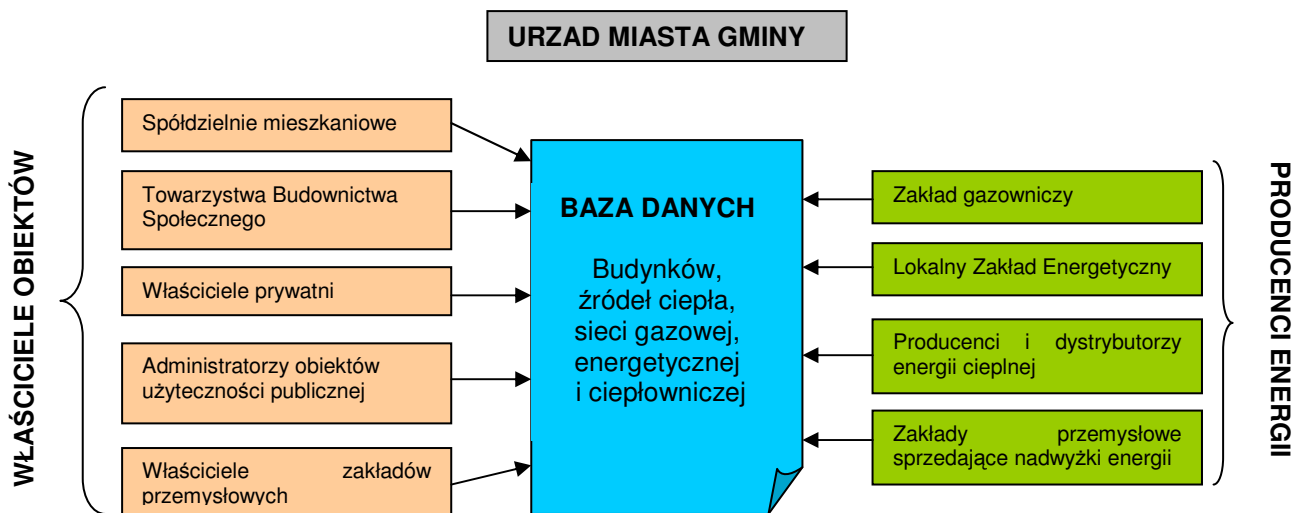 URZAD MIASTA GMINY
WŁAŚCICIELE OBIEKTÓW
Spółdzielnie mieszkaniowe
Towarzystwa Budownictwa
Społecznego
Właściciele prywatni
Administratorzy obiektów
użyteczności publicznej
Właściciele zakładów
przemysłowych
BAZA DANYCH
Budynków,
źródeł ciepła,
sieci gazowej,
energetycznej
i ciepłowniczej
Zakład gazowniczy
Lokalny Zakład Energetyczny
Producenci i dystrybutorzy
energii cieplnej
Zakłady przemysłowe
sprzedające nadwyżki energii
PRODUCENCI ENERGII